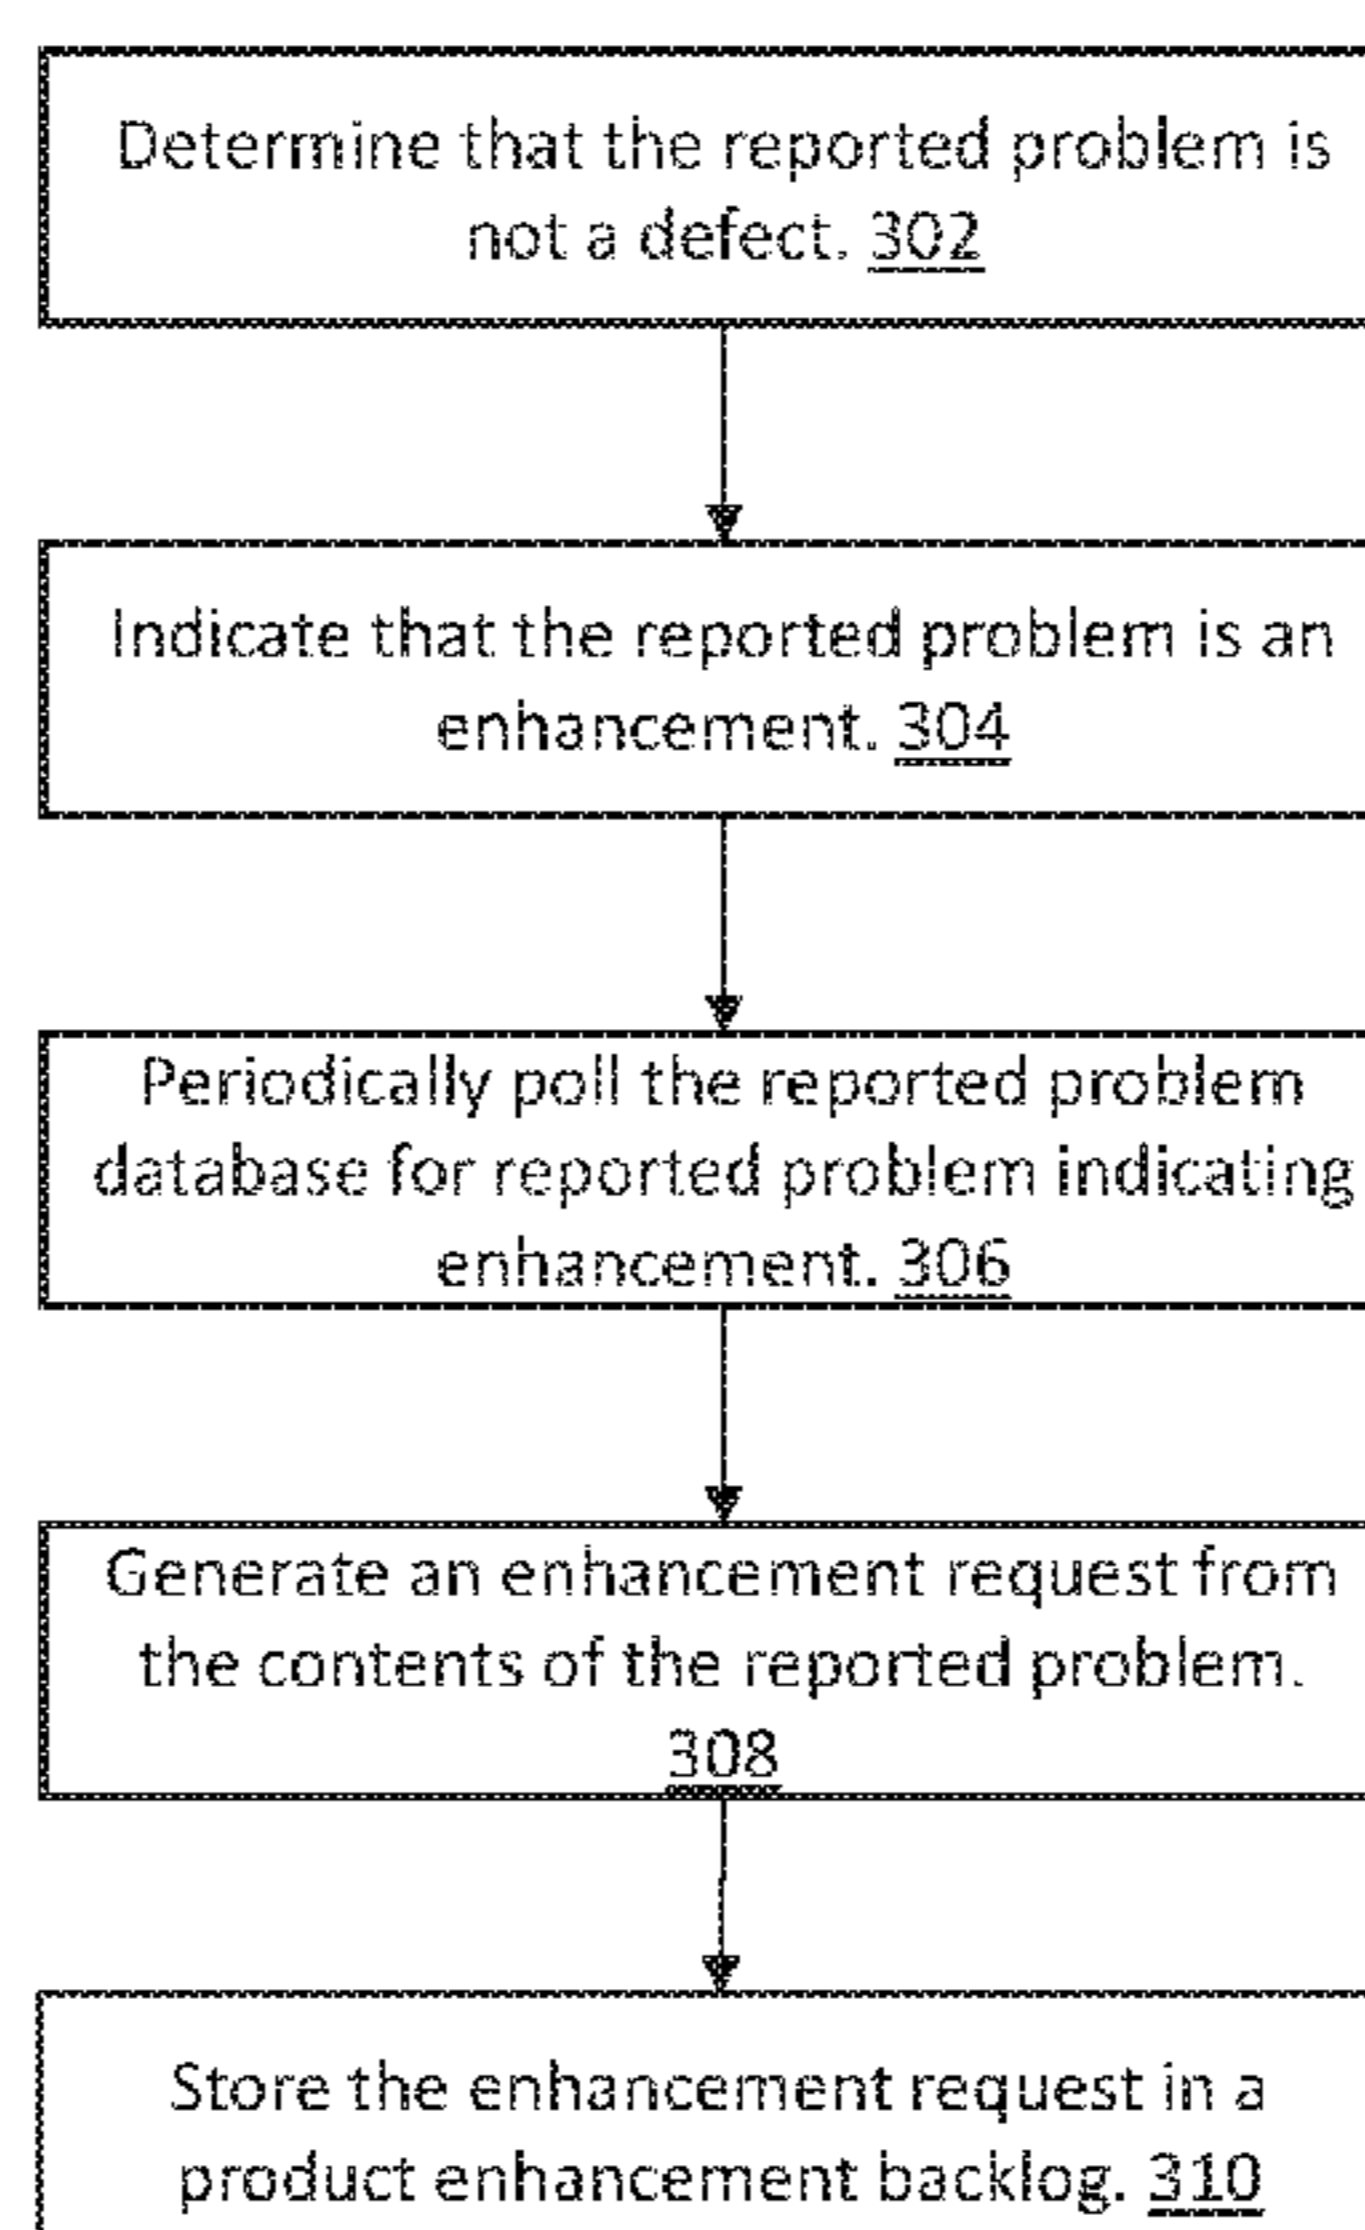 Determine that the reported problem is
not a defect. 302
Indicate that the reported problem is an
enhancement. 304
Periodically poll the reported problem
database for reported problem indicating
enhancement. 306
Generate an enhancement request from
the contents of the reported problem.
308
Store the enhancement request in a
product enhancement backlog. 310